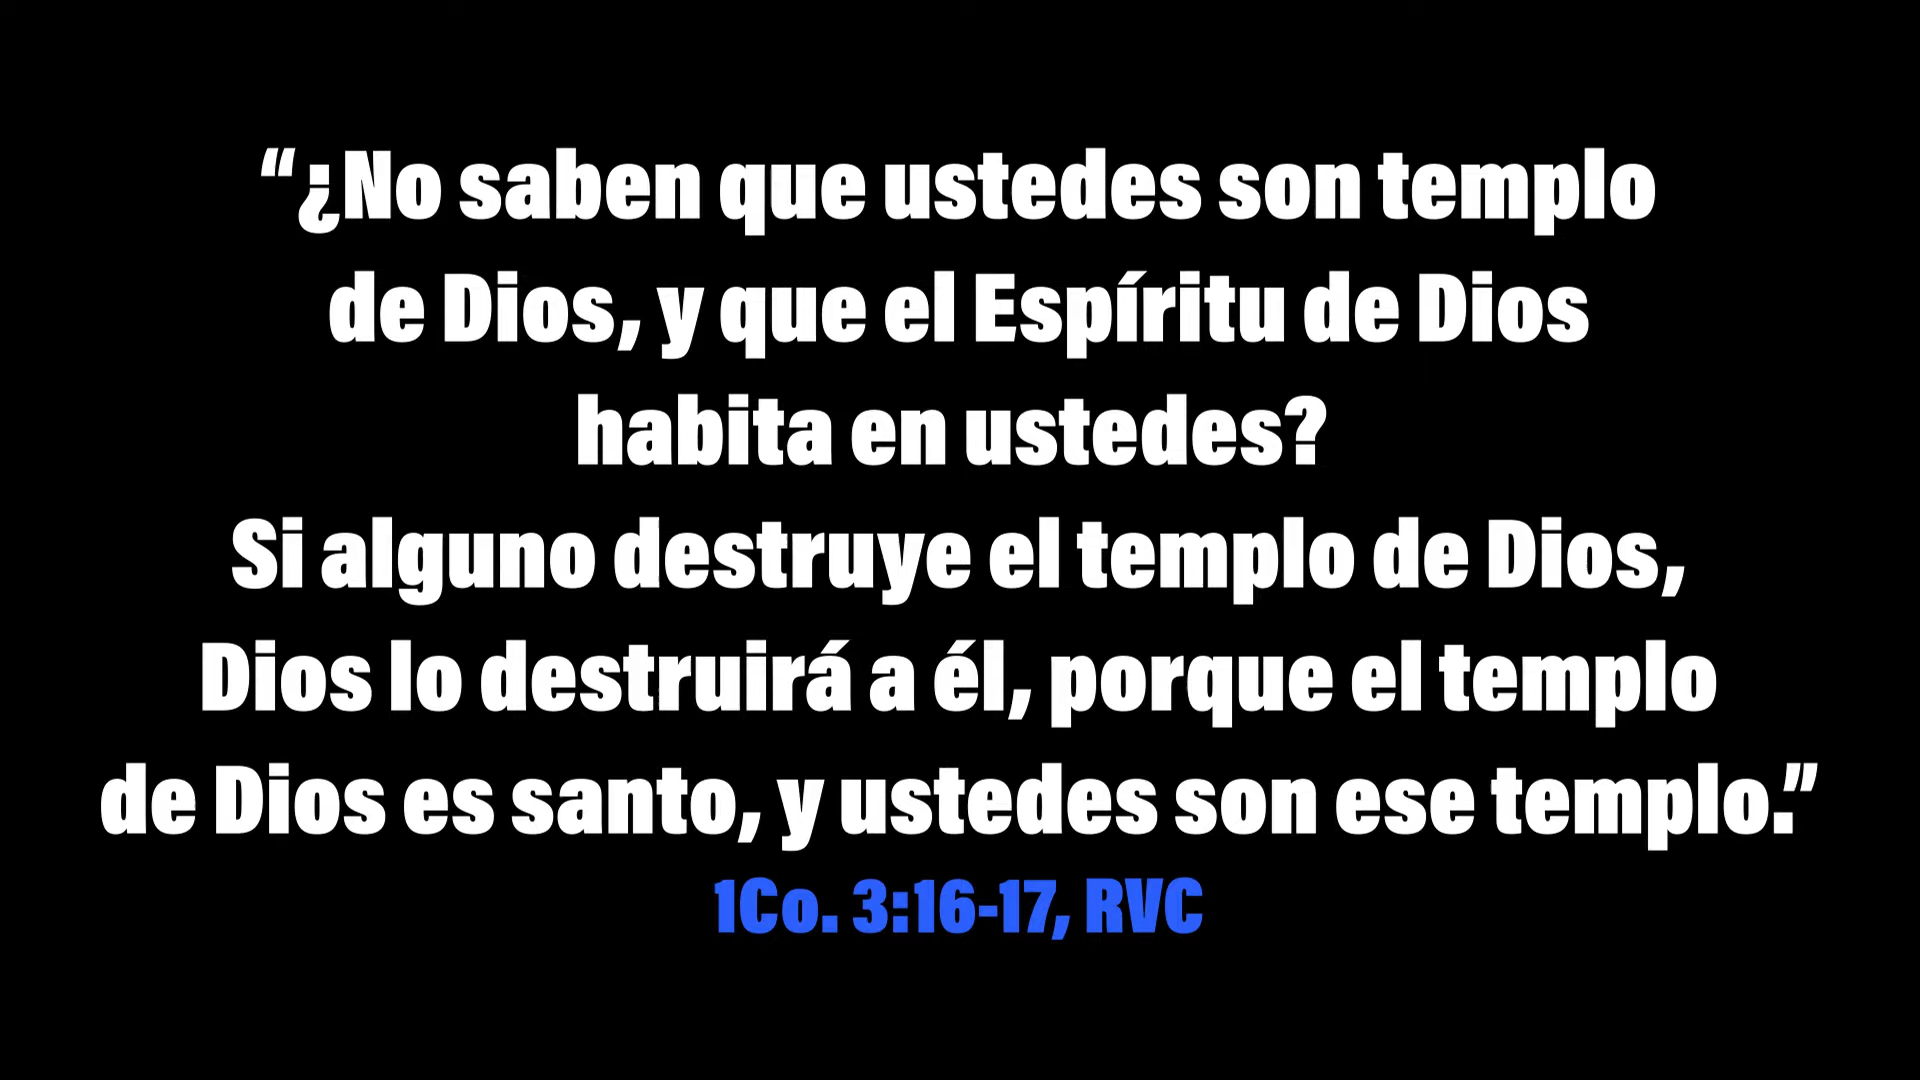 “¿No saben que ustedes son templo
de Dios, y que el Espíritu de Dios
habita en ustedes?
Si alguno destruye el templo de Dios,
Dios lo destruirá a él, porque el templo
de Dios es santo, y ustedes son ese templo.”
1Co. 3:16-17, RVC